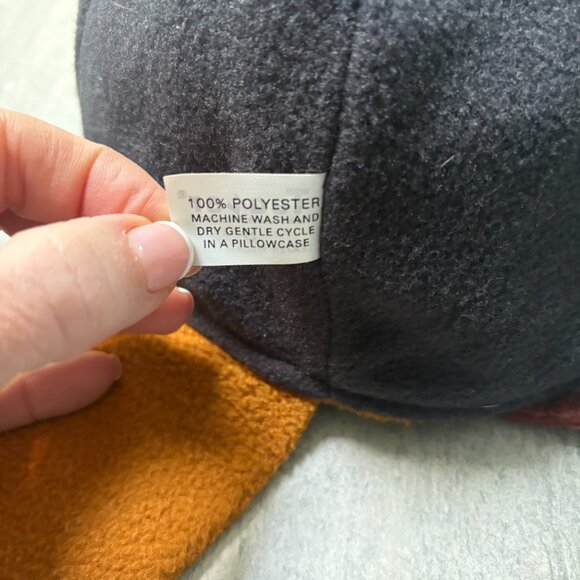 ®
100% POLYESTER
MACHINE WASH AND
DRY GENTLE CYCLE
IN A PILLOWCASE